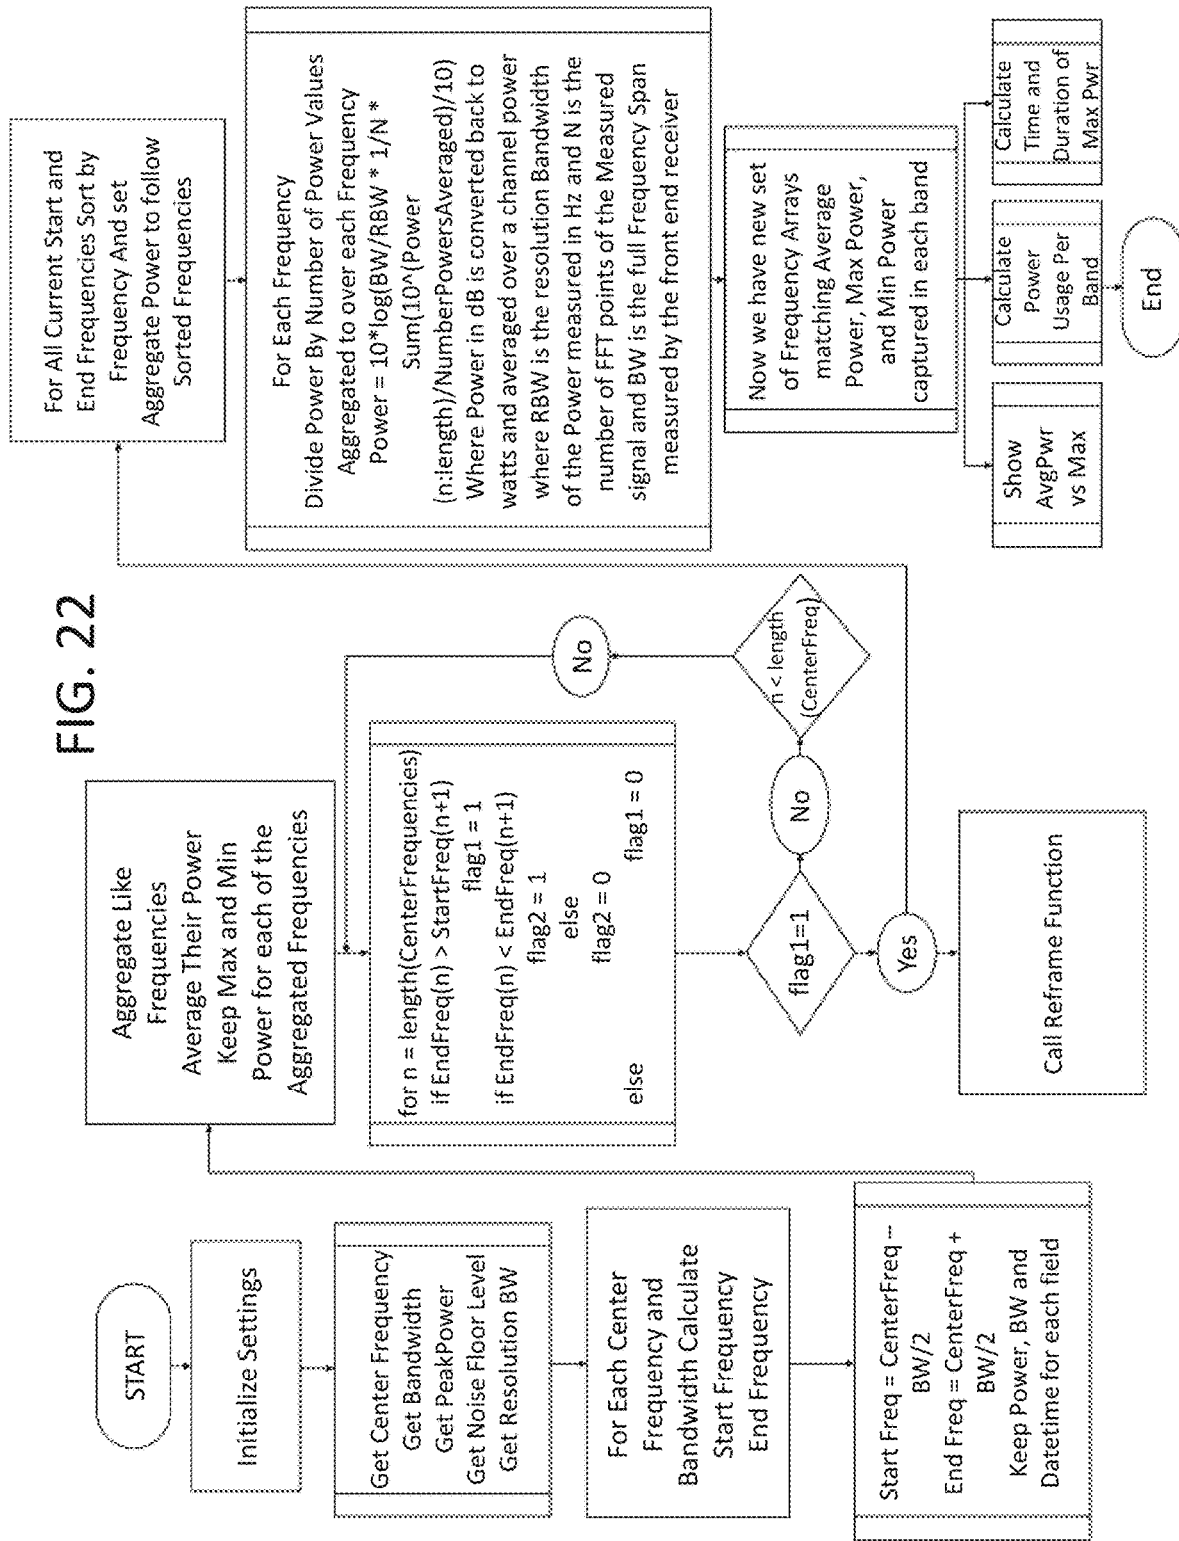 FIG. 22
START
Initialize Settings
Get Center Frequency
Get Bandwidth
Get PeakPower
Get Noise Floor Level
Get Resolution BW
For Each Center
Frequency and
Bandwidth Calculate
Start Frequency
End Frequency
Start Freq = CenterFreq --
BW/2
End Freq = CenterFreq +
BW/2
Keep Power, BW and
Datetime for each field
Aggregate Like
Frequencies
Average Their Power
Keep Max and Min
Power for each of the
Aggregated Frequencies
for n = length(CenterFrequencies)
if EndFreq(n) > StartFreq(n+1)
flag1 = 1
if EndFreq(n) < EndFreq(n+1)
flag2 = 1
else
flag2 = 0
else flag1 = 0
flag1=1
No
n < length
(CenterFreq)
No
Yes
Call Reframe Function
For All Current Start and
End Frequencies Sort by
Frequency And set
Aggregate Power to follow
Sorted Frequencies
For Each Frequency
Divide Power By Number of Power Values
Aggregated to over each Frequency
Power = 10*log(BW/RBW * 1/N *
Sum(10^(Power
(n:length)/NumberPowersAveraged)/10)
Where Power in dB is converted back to
watts and averaged over a channel power
where RBW is the resolution Bandwidth
of the Power measured in Hz and N is the
number of FFT points of the Measured
signal and BW is the full Frequency Span
measured by the front end receiver
Now we have new set
of Frequency Arrays
matching Average
Power, Max Power,
and Min Power
captured in each band
Show
AvgPwr
vs Max
Calculate
Power
Usage Per
Band
Calculate
Time and
Duration of
Max Pwr
End